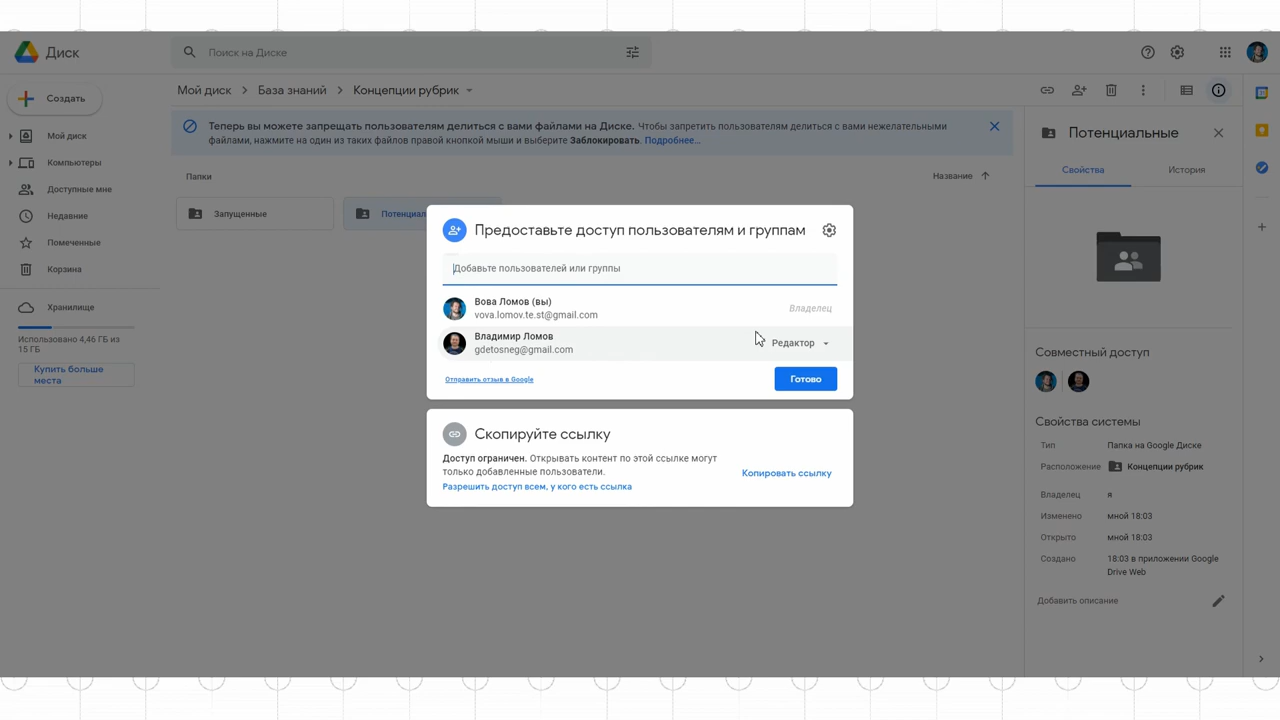 Диск
Поиск на Диске
Создать
Мой диск
Компьютеры
Доступные мне
Недавние
Помеченные
Корзина
Хранилище
Использовано 4,46 ГБ из
15 ГБ
Купить больше
места
Мой диск
База знаний
Концепции рубрик
Теперь вы можете запрещать пользователям делиться с вами файлами на Диске. Чтобы запретить пользователям делиться с вами нежелательными
файлами, нажмите на один из таких файлов правой кнопкой мыши и выберите Заблокировать. Подробнее…
Папки
Название
Запущенные
Потенциал
Предоставьте доступ пользователям и группам
Добавьте пользователей или группы
Вова Ломов (вы)
vova.lomov.te.st@gmail.com
Владелец
Владимир Ломов
gdetosneg@gmail.com
Редактор
Отправить отзыв в Google
Готово
Скопируйте ссылку
Доступ ограничен. Открывать контент по этой ссылке могут
только добавленные пользователи.
Разрешить доступ всем, у кого есть ссылка
Копировать ссылку
Потенциальные
Свойства
История
Совместный доступ
Свойства системы
Тип
Папка на Google Диске
Расположение
Концепции рубрик
Владелец
я
Изменено
мной 18:03
Открыто
мной 18:03
Создано
18:03 в приложении Google
Drive Web
Добавить описание